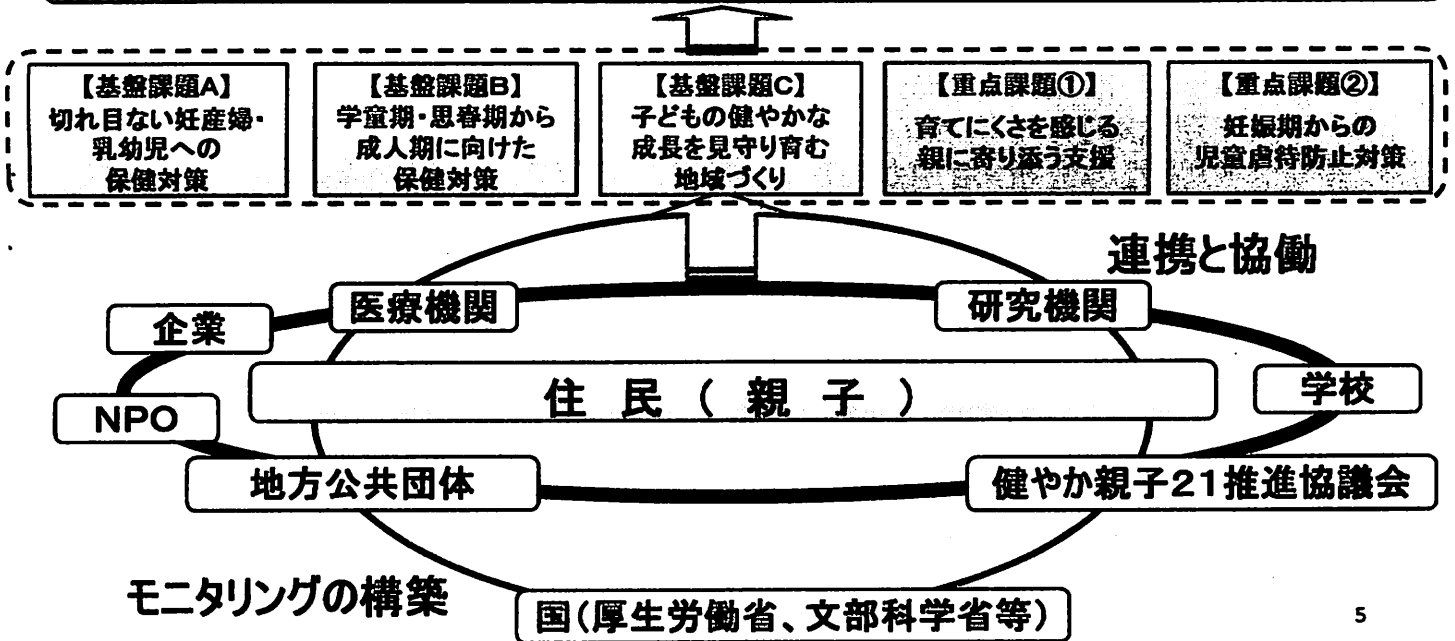 【基盤課題A】
切れ目ない妊産婦・
乳幼児への
保健対策
【基盤課題B】
学童期・思春期から
成人期に向けた
保健対策
【基盤課題C】
子どもの健やかな
成長を見守り育む
地域づくり
【重点課題①】
育てにくさを感じる
親に寄り添う支援
【重点課題②】
妊娠期からの
児童虐待防止対策
連携と協働
医療機関
研究機関
企業
住 民 ( 親 子 )
学校
NPO
地方公共団体
健やか親子21推進協議会
モニタリングの構築
国(厚生労働省、文部科学省等)
5